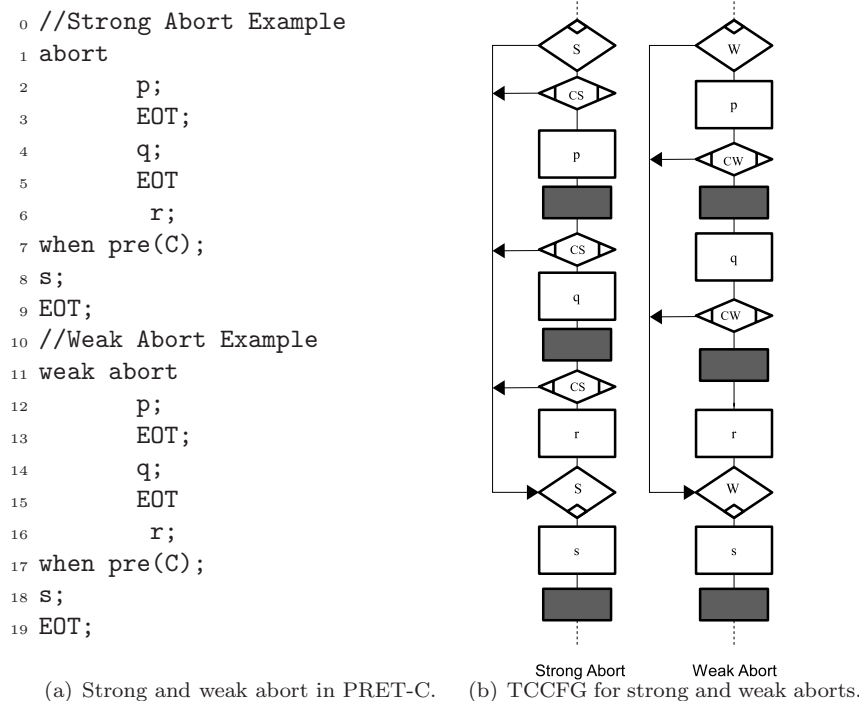 0 //Strong Abort Example
1 abort
2 p;
3 EOT;
4 q;
5 EOT
6 r;
7 when pre(C);
8 s;
9 EOT;
10 //Weak Abort Example
11 weak abort
12 p;
13 EOT;
14 q;
15 EOT
16 r;
17 when pre(C);
18 s;
19 EOT;
(a) Strong and weak abort in PRET-C.
S
CS
p
CS
q
CS
r
S
s
Strong Abort
W
p
CW
q
CW
r
W
s
Weak Abort
(b) TCCFG for strong and weak aborts.